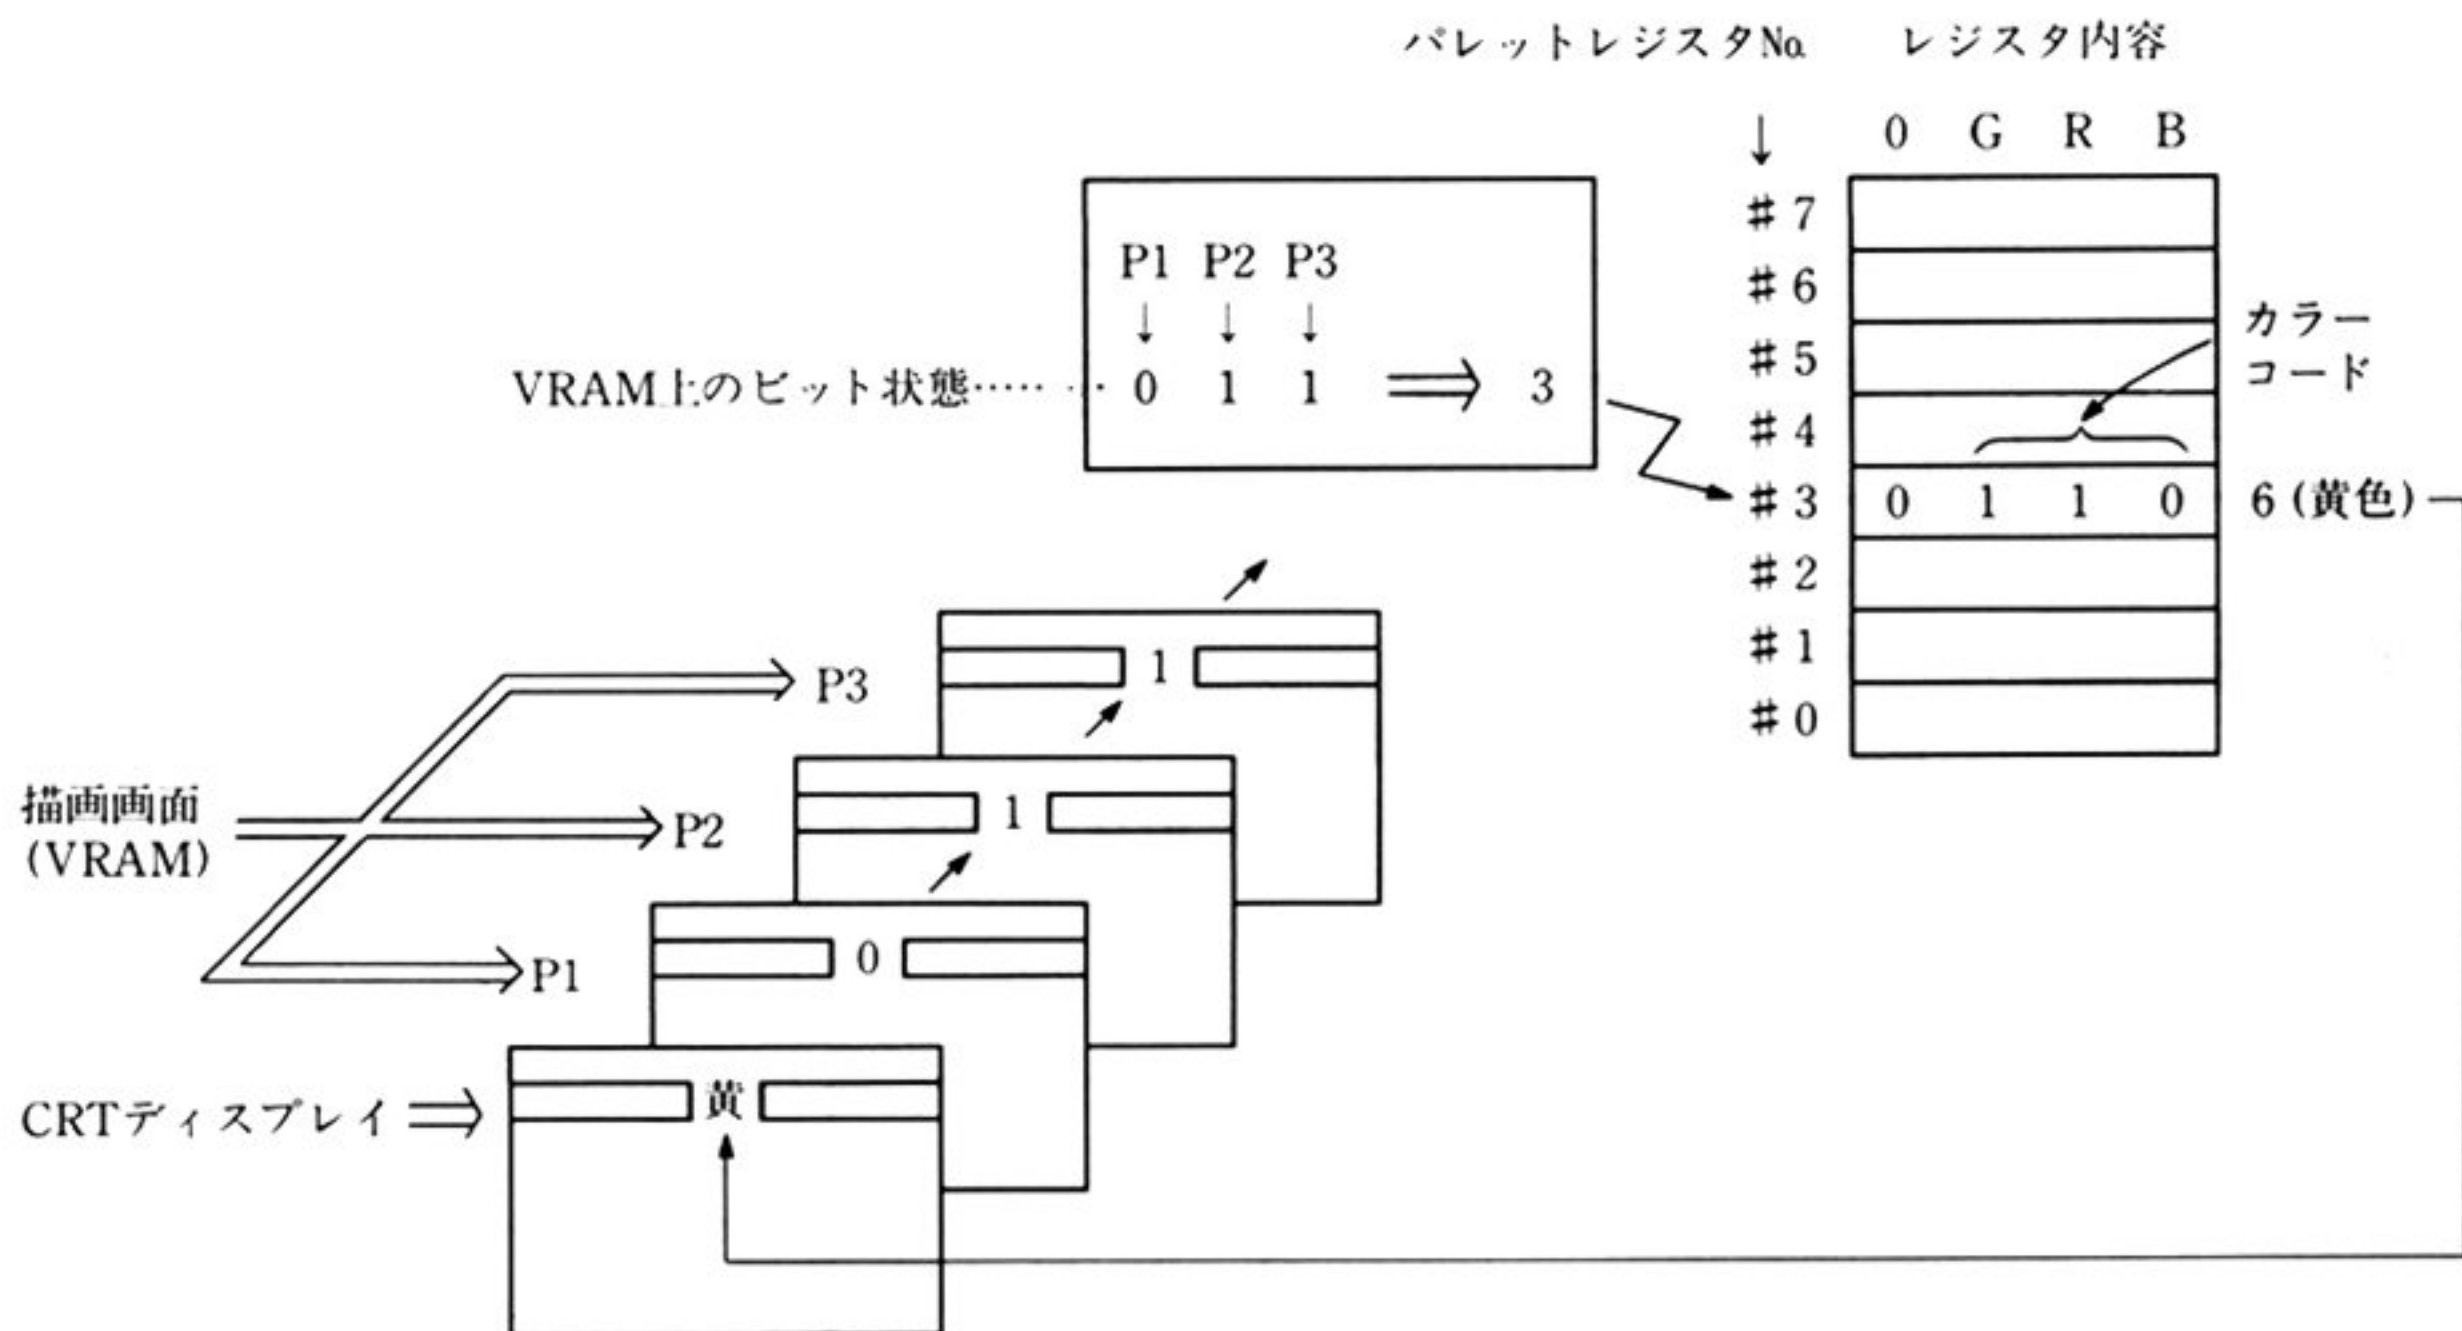 パレットレジスタNo. レジスタ内容
↓ 0 G R B
#7
#6
#5
#4
#3 0 1 1 0 6(黄色)
#2
#1
#0
カラー
コード
P1 P2 P3
↓ ↓ ↓
VRAM上のビット状態…… … 0 1 1 ⇒ 3
P3
1
描画画面
(VRAM)
P2
1
P1
0
CRTディスプレイ ⇒
黄